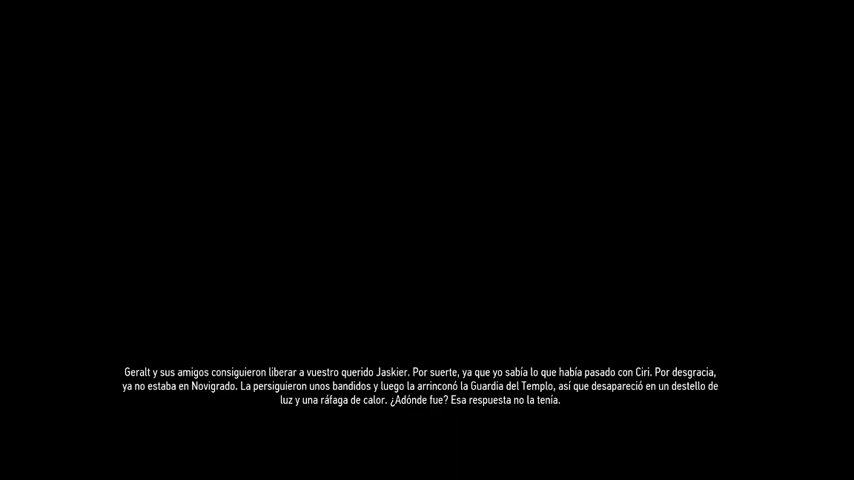 Geralt y sus amigos consiguieron liberar a vuestro querido Jaskier. Por suerte, ya que yo sabía lo que había pasado con Ciri. Por desgracia,
ya no estaba en Novigrado. La persiguieron unos bandidos y luego la arrinconó la Guardia del Templo, así que desapareció en un destello de
luz y una ráfaga de calor. ¿Adónde fue? Esa respuesta no la tenía.